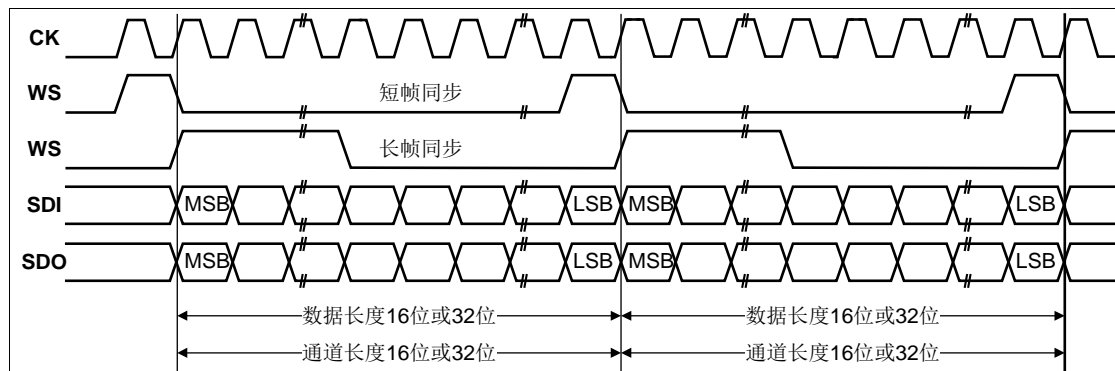 CK
WS
短帧同步
WS
长帧同步
SDI MSB LSB MSB LSB
SDO MSB LSB MSB LSB
数据长度16位或32位 数据长度16位或32位
通道长度16位或32位 通道长度16位或32位